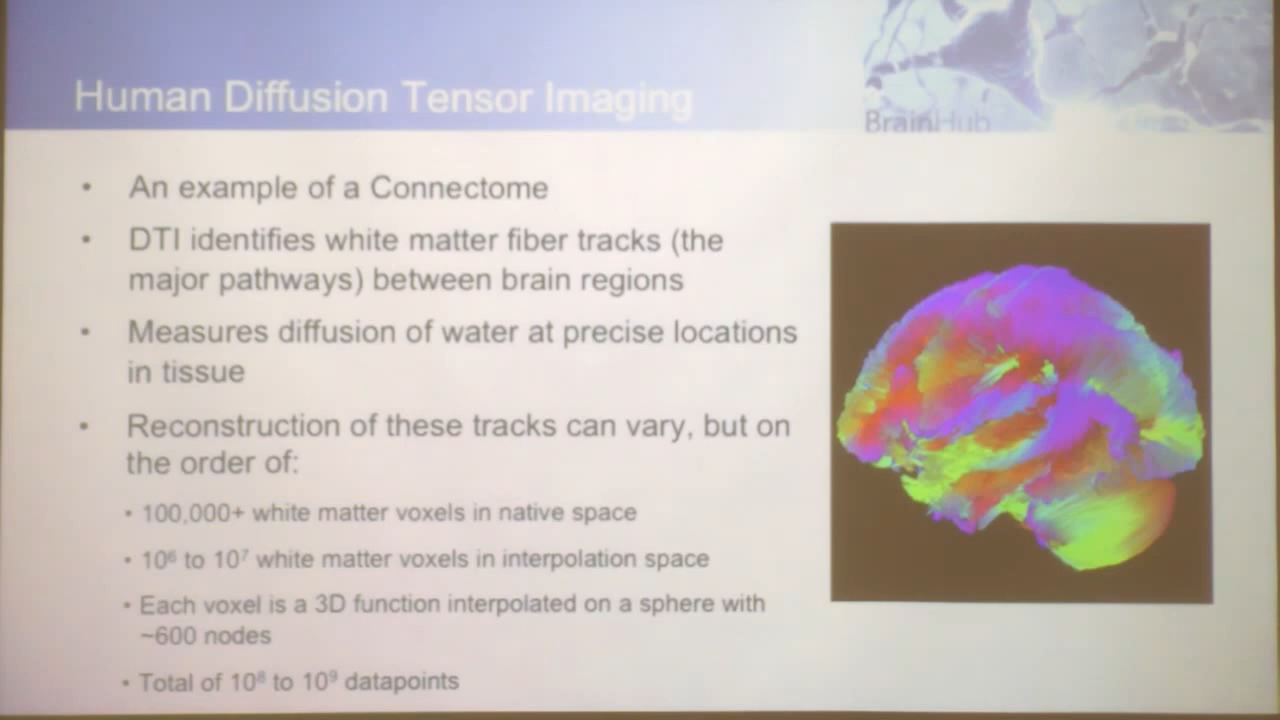 Human Diffusion Tensor Imaging
BrainHub
• An example of a Connectome
• DTI identifies white matter fiber tracks (the
major pathways) between brain regions
• Measures diffusion of water at precise locations
in tissue
• Reconstruction of these tracks can vary, but on
the order of:
• 100,000+ white matter voxels in native space
• 10⁶ to 10⁷ white matter voxels in interpolation space
• Each voxel is a 3D function interpolated on a sphere with
~600 nodes
• Total of 10⁸ to 10⁹ datapoints